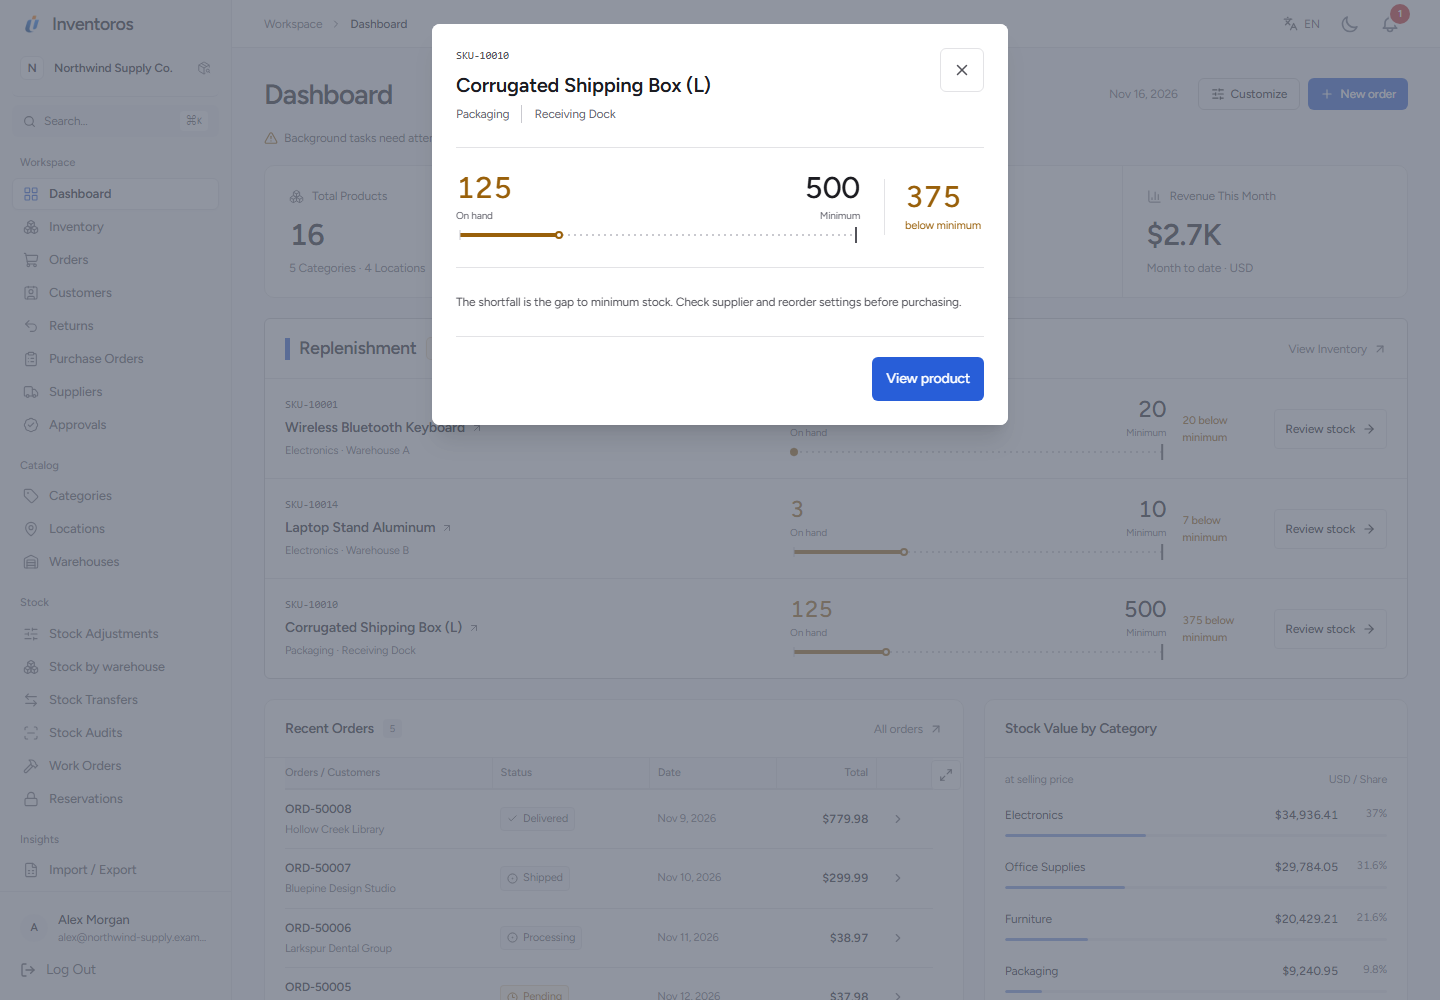 Inventoros
N Northwind Supply Co.
Search... ⌘K
Workspace
Dashboard
Inventory
Orders
Customers
Returns
Purchase Orders
Suppliers
Approvals
Catalog
Categories
Locations
Warehouses
Stock
Stock Adjustments
Stock by warehouse
Stock Transfers
Stock Audits
Work Orders
Reservations
Insights
Import / Export
A Alex Morgan
alex@northwind-supply.exam...
Log Out
Workspace > Dashboard
EN 1
Dashboard
Nov 16, 2026 Customize + New order
Background tasks need atten
Total Products
16
5 Categories · 4 Locations
Revenue This Month
$2.7K
Month to date · USD
SKU-10010
Corrugated Shipping Box (L)
Packaging | Receiving Dock
125 500 375
On hand Minimum below minimum
The shortfall is the gap to minimum stock. Check supplier and reorder settings before purchasing.
View product
Replenishment
View Inventory
SKU-10001
Wireless Bluetooth Keyboard
Electronics · Warehouse A
On hand
20
Minimum
20 below
minimum
Review stock
SKU-10014
Laptop Stand Aluminum
Electronics · Warehouse B
3
On hand
10
Minimum
7 below
minimum
Review stock
SKU-10010
Corrugated Shipping Box (L)
Packaging · Receiving Dock
125
On hand
500
Minimum
375 below
minimum
Review stock
Recent Orders 5
All orders
Orders / Customers Status Date Total
ORD-50008
Hollow Creek Library
Delivered Nov 9, 2026 $779.98
ORD-50007
Bluepine Design Studio
Shipped Nov 10, 2026 $299.99
ORD-50006
Larkspur Dental Group
Processing Nov 11, 2026 $38.97
ORD-50005 Pending Nov 12, 2026 $37.98
Stock Value by Category
at selling price USD / Share
Electronics $34,936.41 37%
Office Supplies $29,784.05 31.6%
Furniture $20,429.21 21.6%
Packaging $9,240.95 9.8%